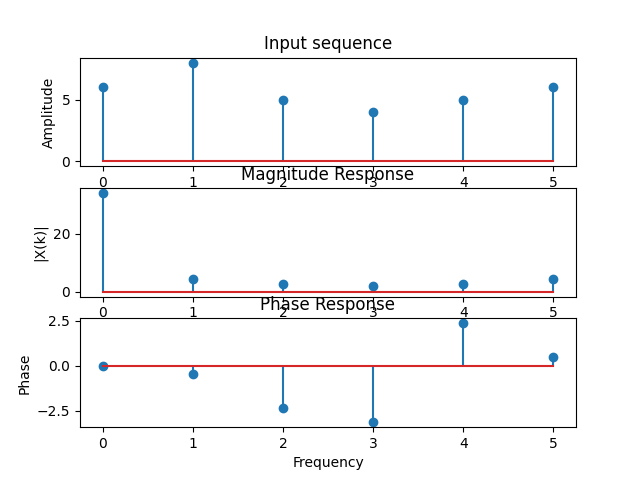 Input sequence
Amplitude
5
0
0 1 2 3 4 5
Magnitude Response
|X(k)|
20
0
0 1 2 3 4 5
Phase Response
Phase
2.5
0.0
−2.5
0 1 2 3 4 5
Frequency